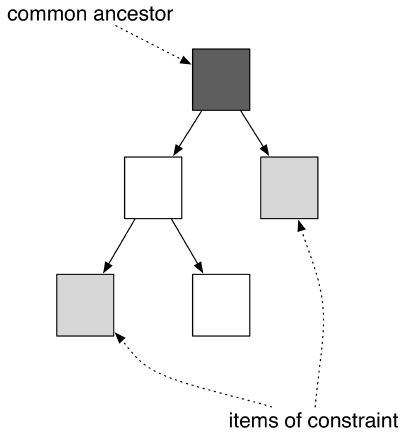 common ancestor
items of constraint